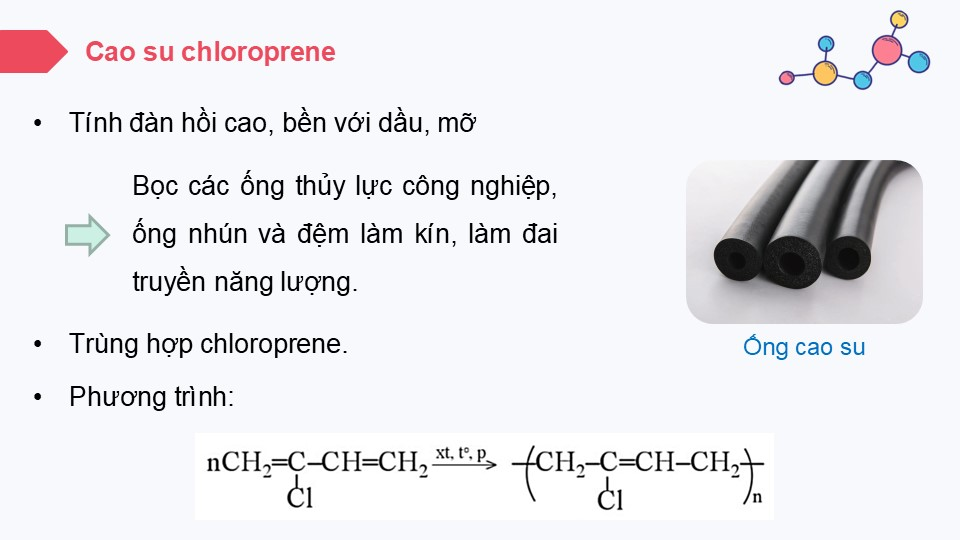 Cao su chloroprene
• Tính đàn hồi cao, bền với dầu, mỡ
Bọc các ống thủy lực công nghiệp,
ống nhún và đệm làm kín, làm đai
truyền năng lượng.
• Trùng hợp chloroprene.
Ống cao su
• Phương trình:
nCH₂=C–CH=CH₂ xt, t°, p → (CH₂–C=CH–CH₂)n
Cl Cl